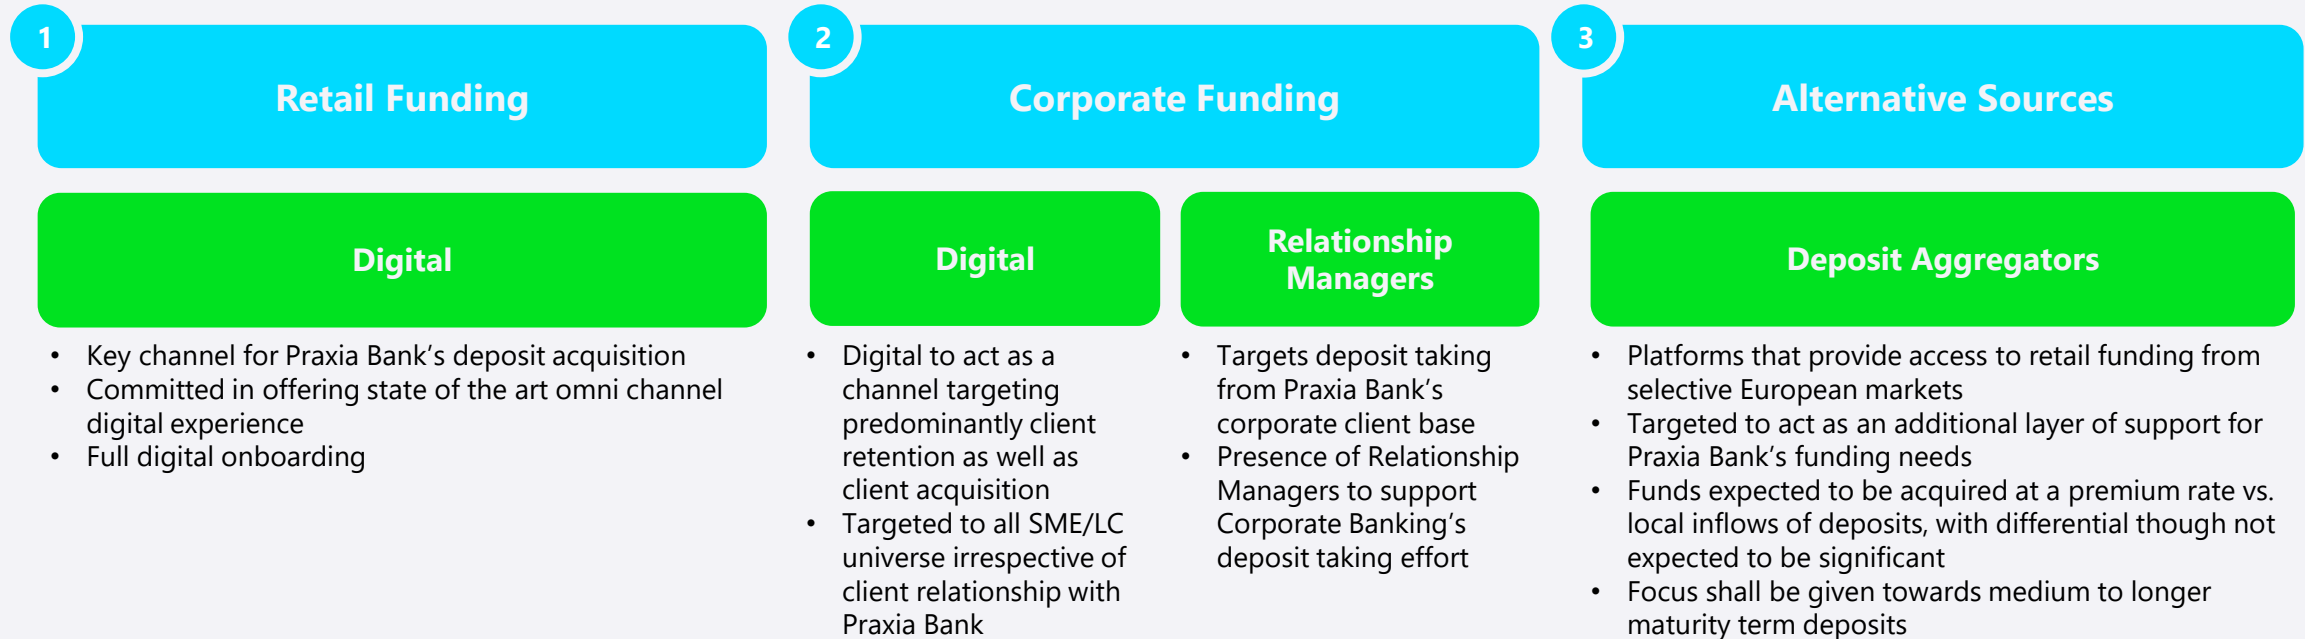 1
Retail Funding
Digital
• Key channel for Praxia Bank’s deposit acquisition
• Committed in offering state of the art omni channel
digital experience
• Full digital onboarding
2
Corporate Funding
Digital
• Digital to act as a
channel targeting
predominantly client
retention as well as
client acquisition
• Targeted to all SME/LC
universe irrespective of
client relationship with
Praxia Bank
Relationship
Managers
• Targets deposit taking
from Praxia Bank’s
corporate client base
• Presence of Relationship
Managers to support
Corporate Banking’s
deposit taking effort
3
Alternative Sources
Deposit Aggregators
• Platforms that provide access to retail funding from
selective European markets
• Targeted to act as an additional layer of support for
Praxia Bank’s funding needs
• Funds expected to be acquired at a premium rate vs.
local inflows of deposits, with differential though not
expected to be significant
• Focus shall be given towards medium to longer
maturity term deposits